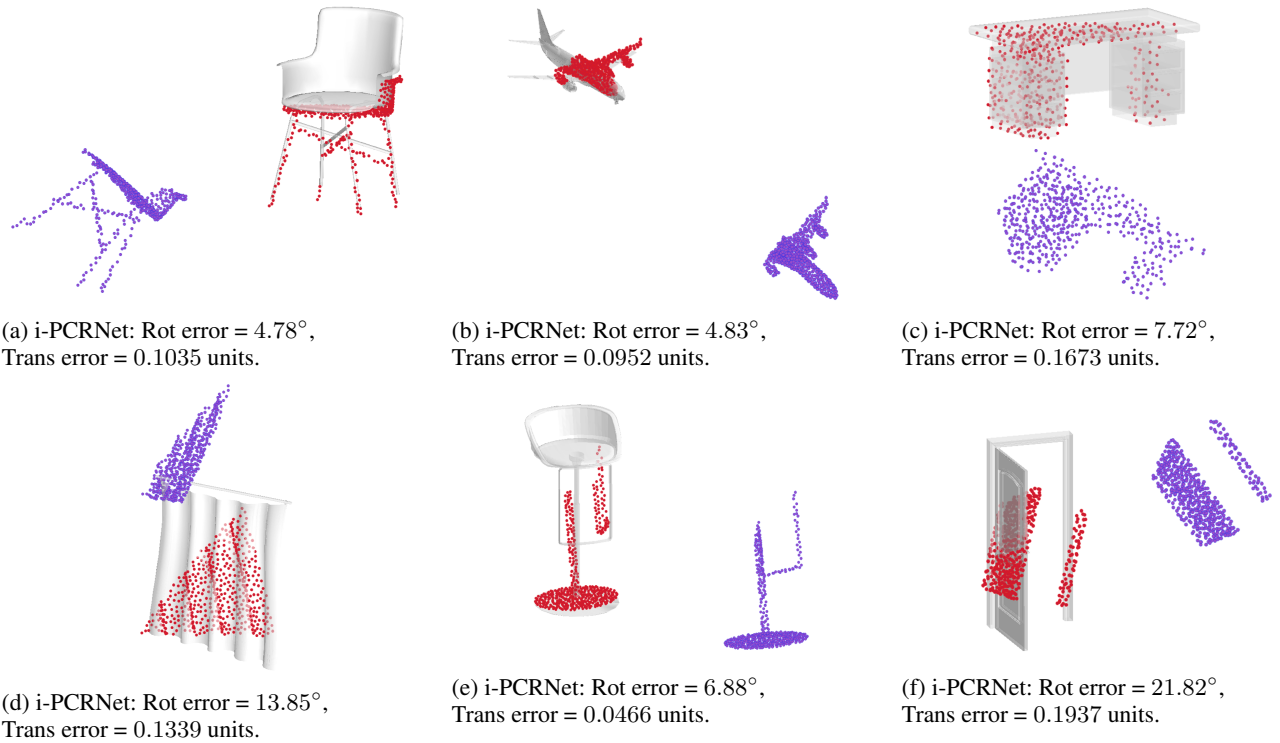 (a) i-PCRNet: Rot error = 4.78°,
Trans error = 0.1035 units.
(b) i-PCRNet: Rot error = 4.83°,
Trans error = 0.0952 units.
(c) i-PCRNet: Rot error = 7.72°,
Trans error = 0.1673 units.
(d) i-PCRNet: Rot error = 13.85°,
Trans error = 0.1339 units.
(e) i-PCRNet: Rot error = 6.88°,
Trans error = 0.0466 units.
(f) i-PCRNet: Rot error = 21.82°,
Trans error = 0.1937 units.